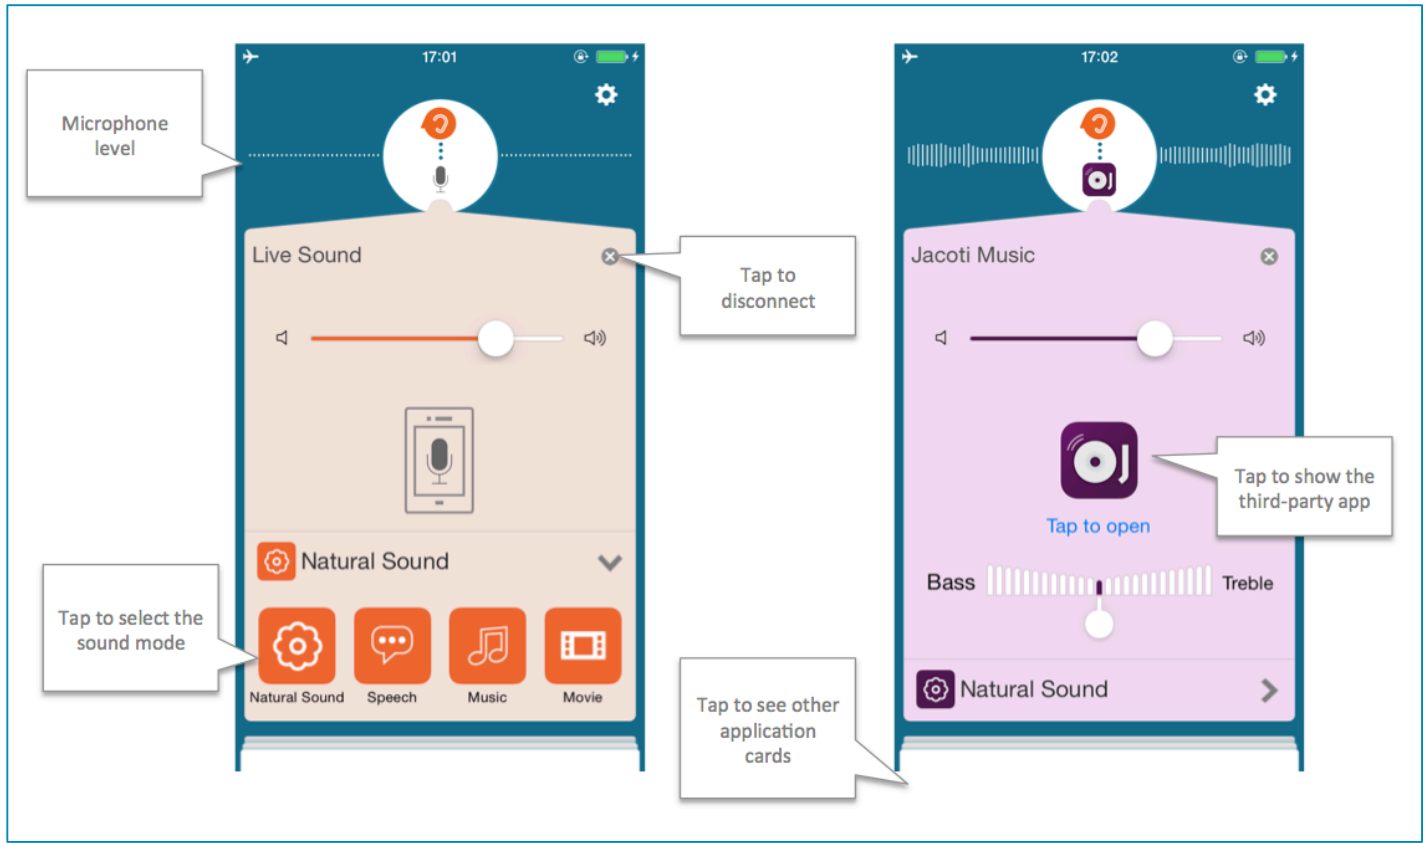 17:01
Microphone
level
Live Sound
Tap to
disconnect
Natural Sound
Tap to select the
sound mode
Natural Sound
Speech
Music
Movie
17:02
Jacoti Music
Tap to show the
third-party app
Tap to open
Bass
Treble
Natural Sound
Tap to see other
application
cards